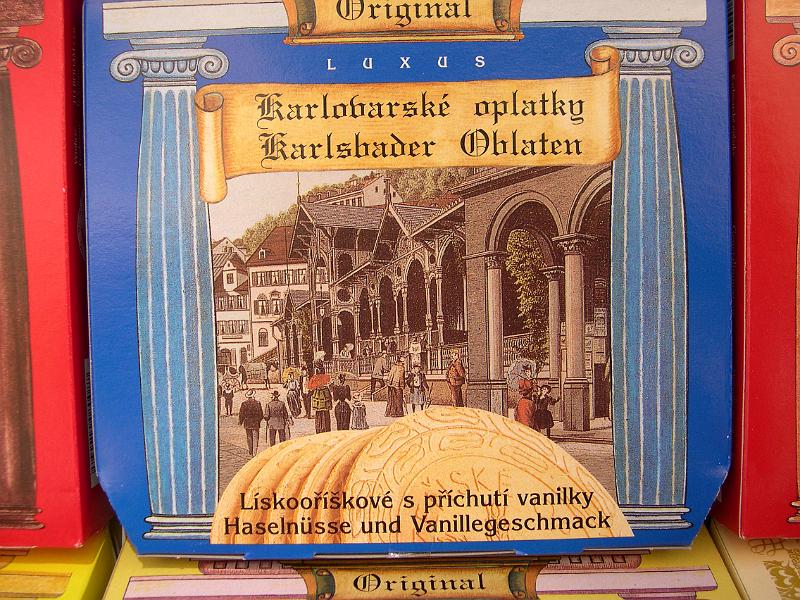 Original
LUXUS
Karlovarské oplatky
Karlsbader Oblaten
Lískooříškové s příchutí vanilky
Haselnüsse und Vanillegeschmack
Original